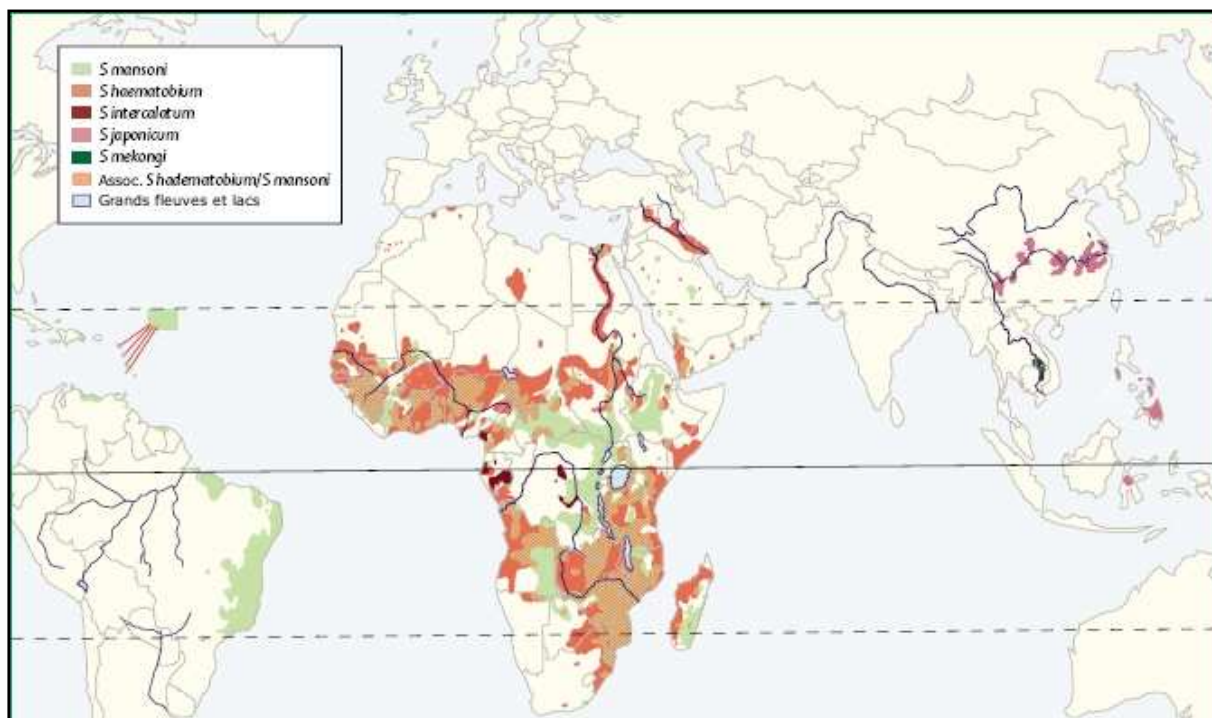 S mansoni
S haematobium
S intercalatum
S japonicum
S mekongi
Assoc. S hadematobium/S mansoni
Grands fleuves et lacs